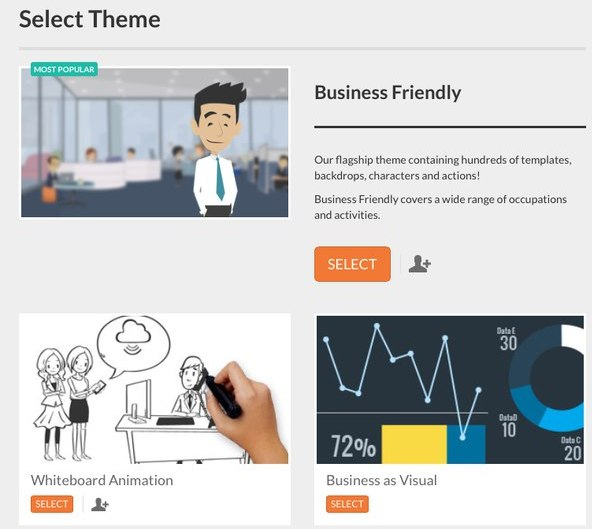 Select Theme
MOST POPULAR
Business Friendly
Our flagship theme containing hundreds of templates,
backdrops, characters and actions!
Business Friendly covers a wide range of occupations
and activities.
SELECT
Data E
30
DataD
10
Data C
20
72%
Whiteboard Animation
SELECT
Business as Visual
SELECT